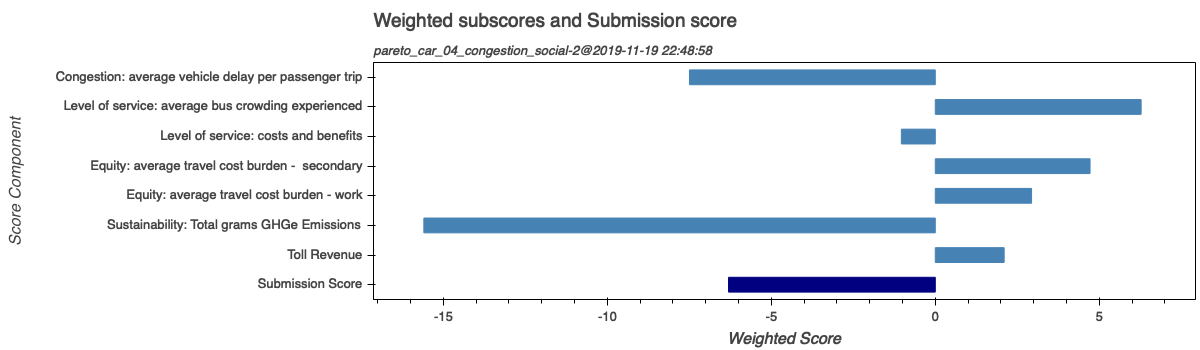 Weighted subscores and Submission score
pareto_car_04_congestion_social-2@2019-11-19 22:48:58
Score Component
Congestion: average vehicle delay per passenger trip
Level of service: average bus crowding experienced
Level of service: costs and benefits
Equity: average travel cost burden -  secondary
Equity: average travel cost burden - work
Sustainability: Total grams GHGe Emissions
Toll Revenue
Submission Score
-15 -10 -5 0 5
Weighted Score